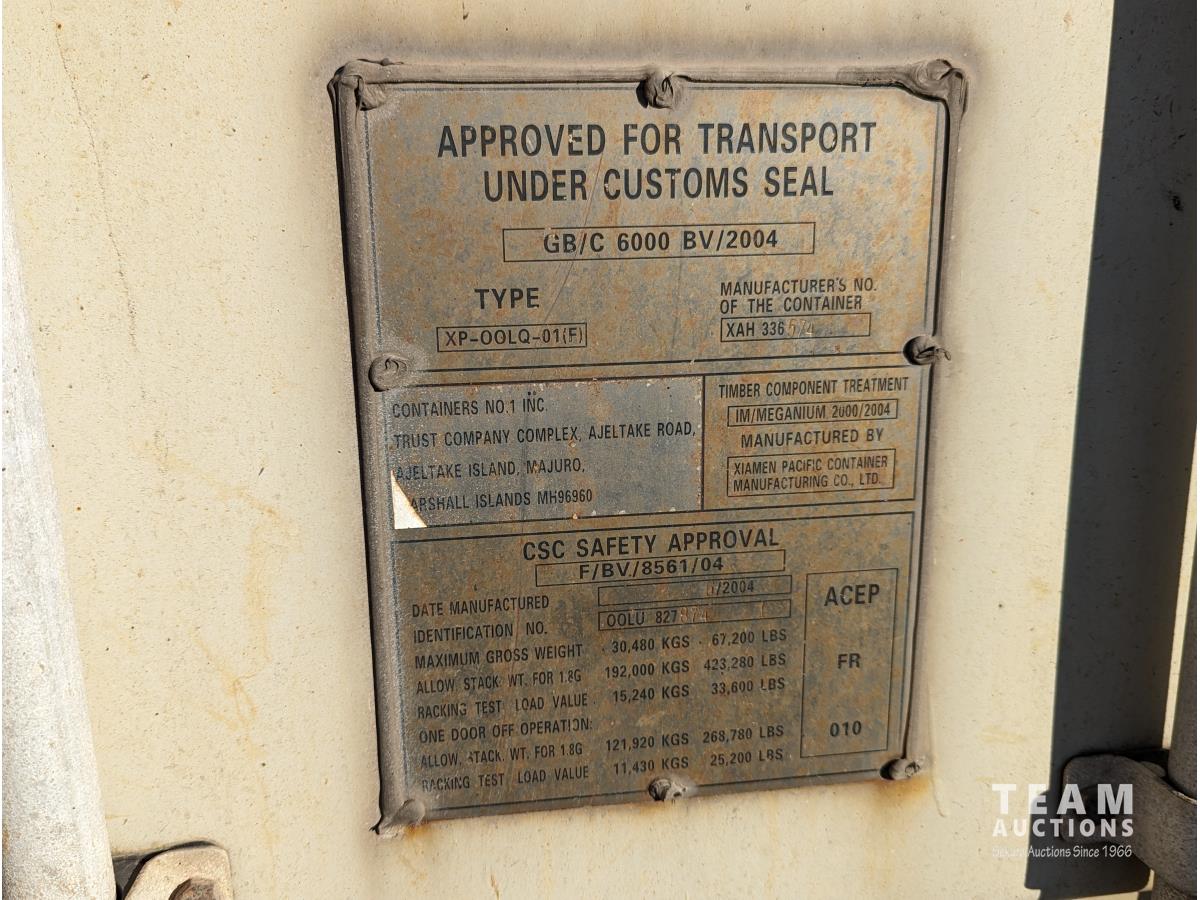 APPROVED FOR TRANSPORT
UNDER CUSTOMS SEAL
GB/C 6000 BV/2004
TYPE
XP-OOLQ-01(F)
MANUFACTURER'S NO.
OF THE CONTAINER
XAH
CONTAINERS NO.1 INC.
TRUST COMPANY COMPLEX, AJELTAKE ROAD,
AJELTAKE ISLAND, MAJURO,
MARSHALL ISLANDS MH96960
TIMBER COMPONENT TREATMENT
IM/MEGANIUM 2000/2004
MANUFACTURED BY
XIAMEN PACIFIC CONTAINER
MANUFACTURING CO., LTD.
CSC SAFETY APPROVAL
F/BV/8561/04
DATE MANUFACTURED /2004
IDENTIFICATION NO. OOLU
MAXIMUM GROSS WEIGHT 30,480 KGS 67,200 LBS
ALLOW. STACK. WT. FOR 1.8G 192,000 KGS 423,280 LBS
RACKING TEST LOAD VALUE 15,240 KGS 33,600 LBS
ONE DOOR OFF OPERATION:
ALLOW. STACK. WT. FOR 1.8G 121,920 KGS 268,780 LBS
RACKING TEST LOAD VALUE 11,430 KGS 25,200 LBS
ACEP
FR
010
TEAM
AUCTIONS
Auctions Since 1966